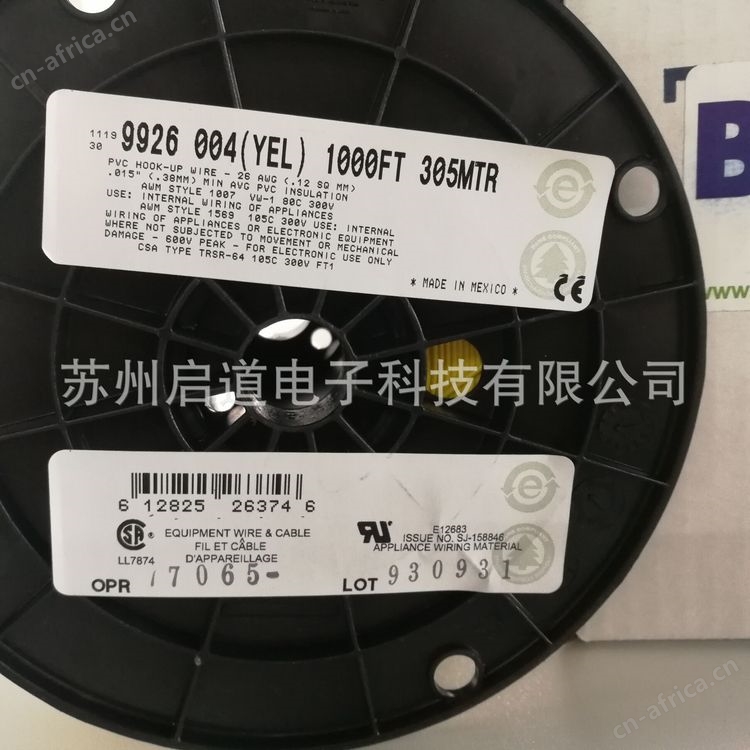 cn-africa.cn
1119
30
9926 004(YEL) 1000FT 305MTR
PVC HOOK-UP WIRE - 26 AWG (.12 SQ MM)
.015" (.38MM) MIN AVG PVC INSULATION
AWM STYLE 1007 VW-1 80C 300V
USE: INTERNAL WIRING OF APPLIANCES
AWM STYLE 1569 105C 300V USE: INTERNAL
WIRING OF APPLIANCES OR ELECTRONIC EQUIPMENT
WHERE NOT SUBJECTED TO MOVEMENT OR MECHANICAL
DAMAGE - 600V PEAK - FOR ELECTRONIC USE ONLY
CSA TYPE TRSR-64 105C 300V FT1
* MADE IN MEXICO *
CE
B
www
苏州启道电子科技有限公司
6 12825 26374 6
LL7874
EQUIPMENT WIRE & CABLE
FIL ET CÂBLE
D'APPAREILLAGE
E12683
ISSUE NO. SJ-158846
APPLIANCE WIRING MATERIAL
OPR 17065-
LOT 930931
cn-africa.cn